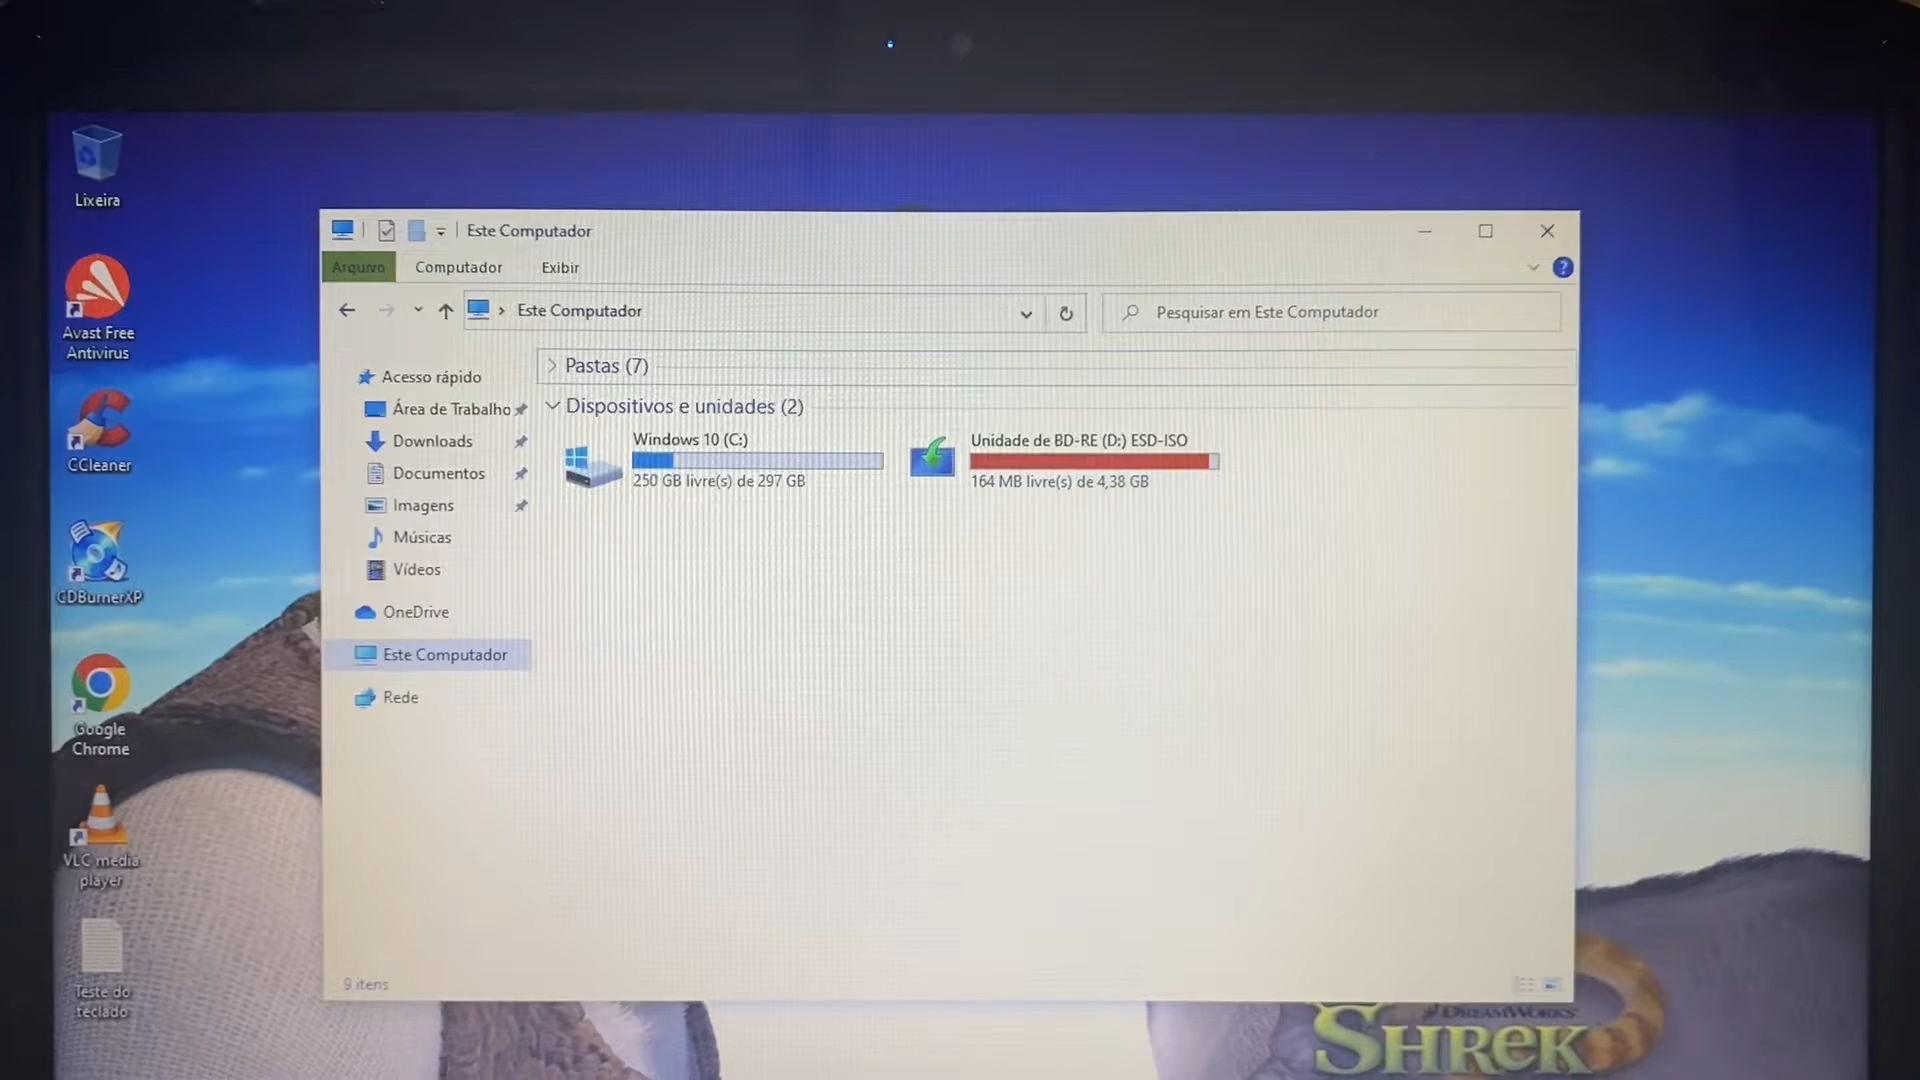 Lixeira
Avast Free
Antivirus
CCleaner
CDBurnerXP
Google
Chrome
VLC media
player
Teste do
teclado
Este Computador
Arquivo Computador Exibir
?
Este Computador
Pesquisar em Este Computador
Acesso rápido
Área de Trabalho
Downloads
Documentos
Imagens
Músicas
Vídeos
OneDrive
Este Computador
Rede
Pastas (7)
Dispositivos e unidades (2)
Windows 10 (C:)
250 GB livre(s) de 297 GB
Unidade de BD-RE (D:) ESD-ISO
164 MB livre(s) de 4,38 GB
9 itens
DREAMWORKS
SHREK